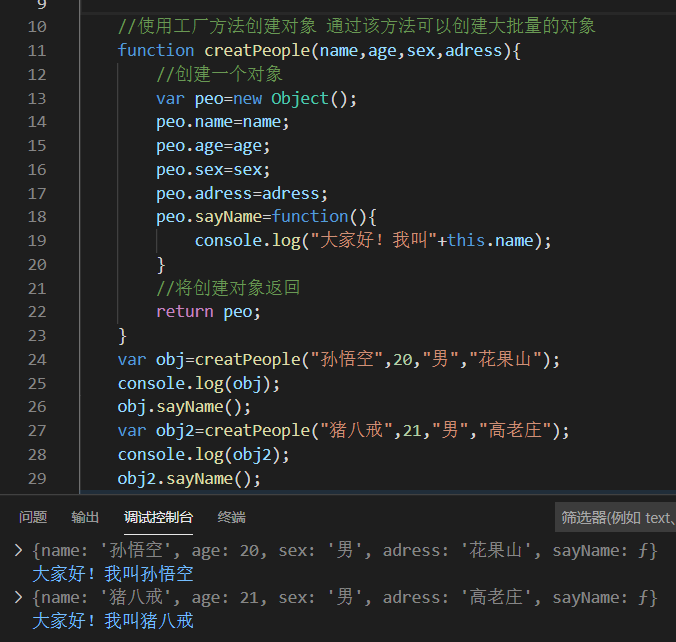 9
10 //使用工厂方法创建对象 通过该方法可以创建大批量的对象
11 function creatPeople(name,age,sex,adress){
12 //创建一个对象
13 var peo=new Object();
14 peo.name=name;
15 peo.age=age;
16 peo.sex=sex;
17 peo.adress=adress;
18 peo.sayName=function(){
19 console.log("大家好！我叫"+this.name);
20 }
21 //将创建对象返回
22 return peo;
23 }
24 var obj=creatPeople("孙悟空",20,"男","花果山");
25 console.log(obj);
26 obj.sayName();
27 var obj2=creatPeople("猪八戒",21,"男","高老庄");
28 console.log(obj2);
29 obj2.sayName();
问题 输出 调试控制台 终端 筛选器(例如 text、
> {name: '孙悟空', age: 20, sex: '男', adress: '花果山', sayName: ƒ}
大家好！我叫孙悟空
> {name: '猪八戒', age: 21, sex: '男', adress: '高老庄', sayName: ƒ}
大家好！我叫猪八戒